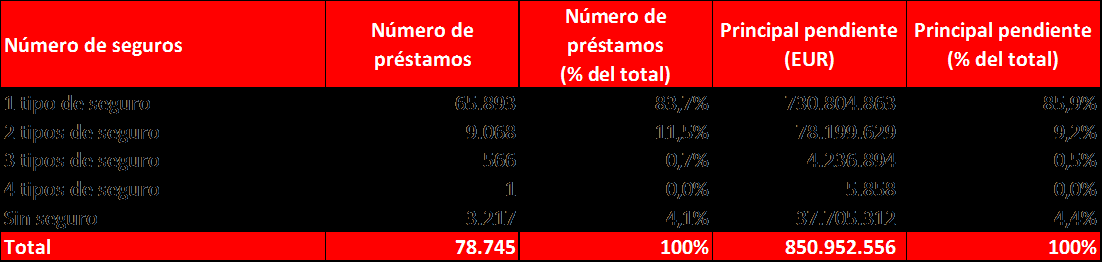 Número de seguros
Número de
préstamos
Número de
préstamos
(% del total)
Principal pendiente
(EUR)
Principal pendiente
(% del total)
1 tipo de seguro 65.893 83,7% 730.804.863 85,9%
2 tipos de seguro 9.068 11,5% 78.199.629 9,2%
3 tipos de seguro 566 0,7% 4.236.894 0,5%
4 tipos de seguro 1 0,0% 5.858 0,0%
Sin seguro 3.217 4,1% 37.705.312 4,4%
Total 78.745 100% 850.952.556 100%